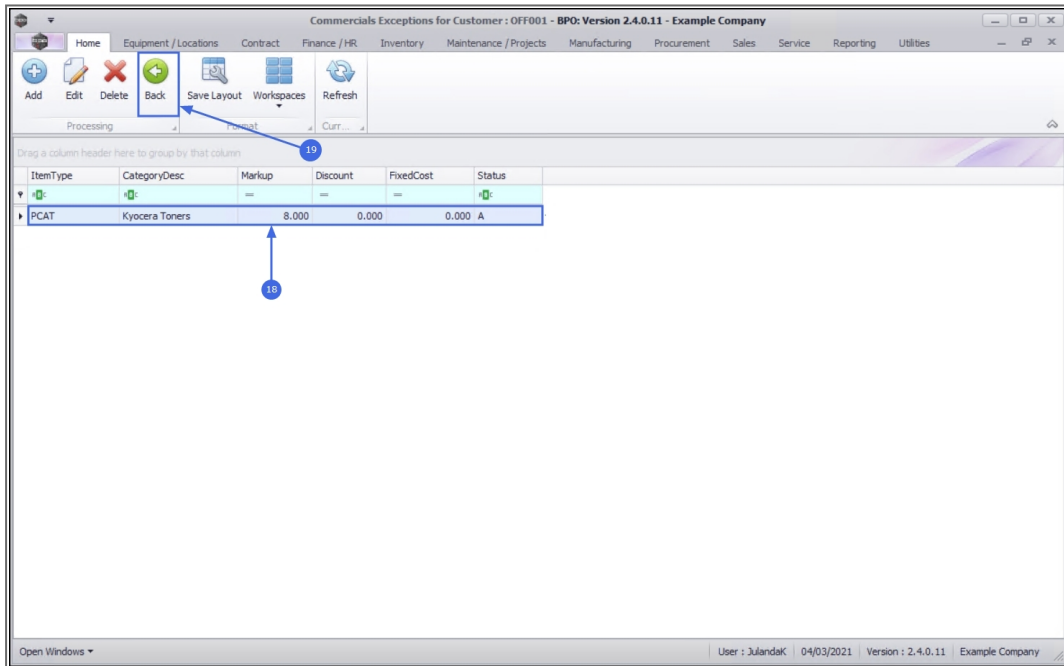 Commercials Exceptions for Customer : OFF001 - BPO: Version 2.4.0.11 - Example Company
Home Equipment / Locations Contract Finance / HR Inventory Maintenance / Projects Manufacturing Procurement Sales Service Reporting Utilities
Add Edit Delete Back Save Layout Workspaces Refresh
Processing Format Curr...
19
Drag a column header here to group by that column
ItemType CategoryDesc Markup Discount FixedCost Status
= = =
PCAT Kyocera Toners 8.000 0.000 0.000 A
18
Open Windows User : JulandaK 04/03/2021 Version : 2.4.0.11 Example Company